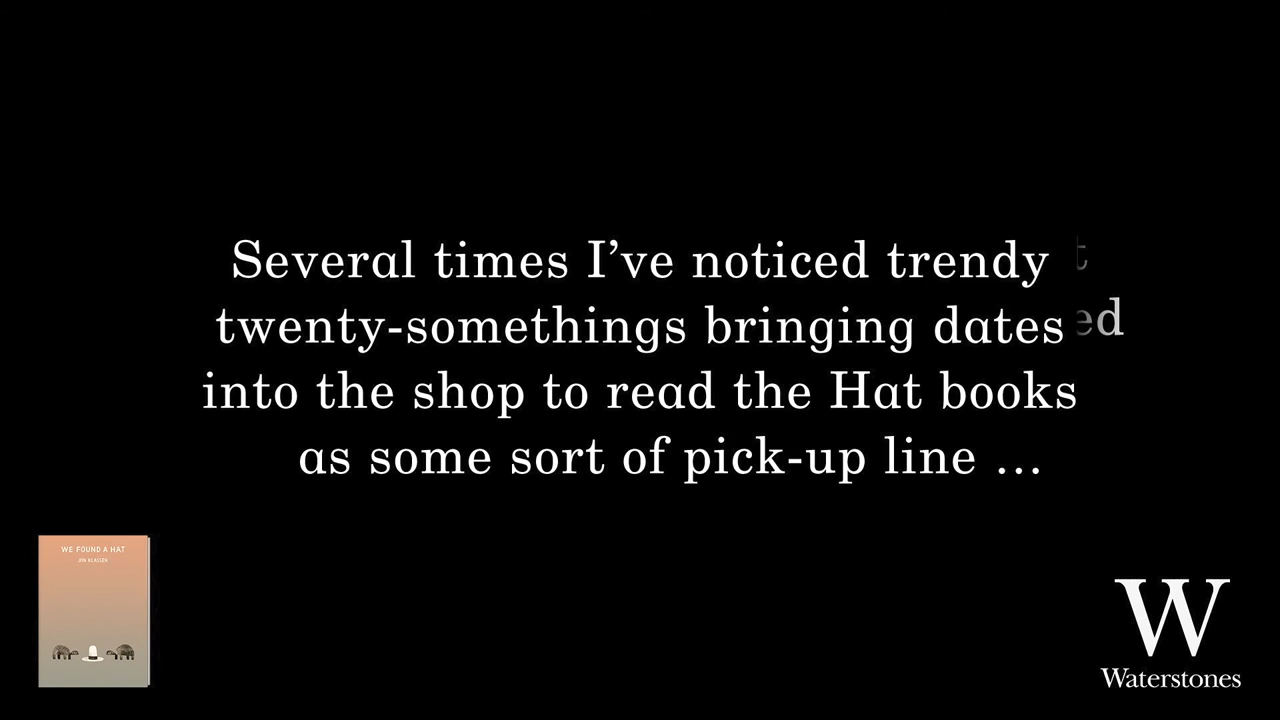 Several times I’ve noticed trendy
twenty-somethings bringing dates
into the shop to read the Hat books
as some sort of pick-up line ...
WE FOUND A HAT
JON KLASSEN
W
Waterstones